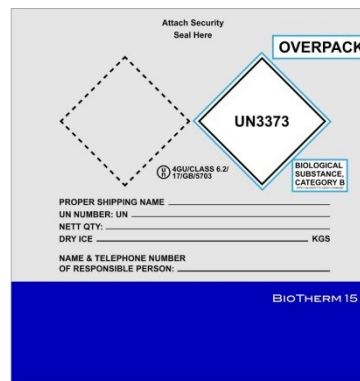 Attach Security
Seal Here
OVERPACK
UN3373
4GU/CLASS 6.2/
17/GB/5703
BIOLOGICAL
SUBSTANCE,
CATEGORY B
PROPER SHIPPING NAME
UN NUMBER: UN
NETT QTY:
DRY ICE KGS
NAME & TELEPHONE NUMBER
OF RESPONSIBLE PERSON:
BIOTHERM 15